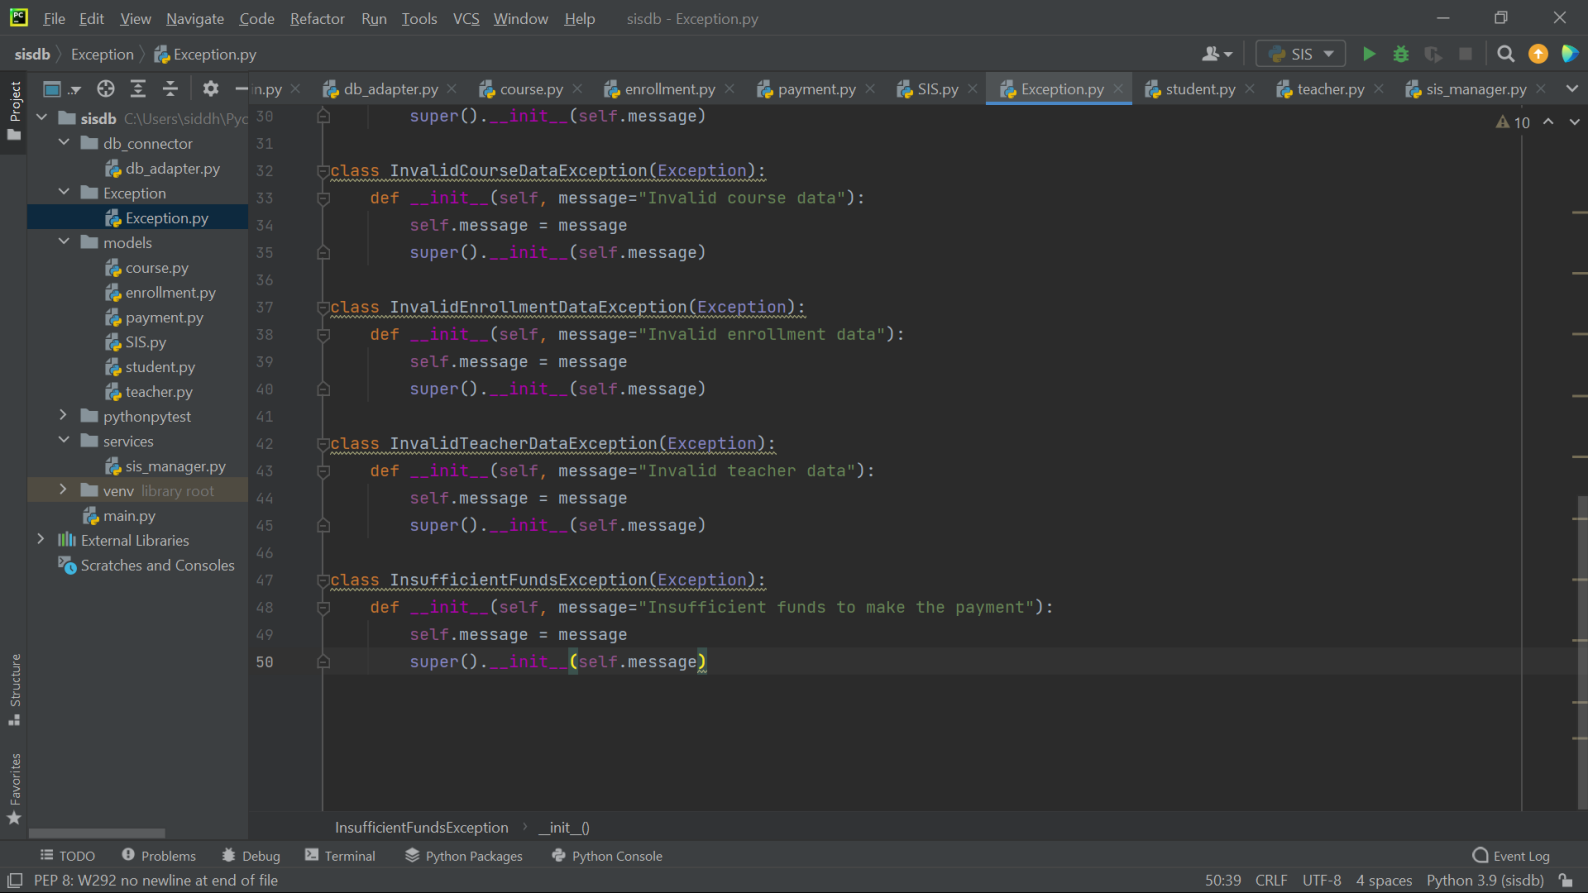 PC File Edit View Navigate Code Refactor Run Tools VCS Window Help sisdb - Exception.py
sisdb Exception Exception.py SIS
in.py db_adapter.py course.py enrollment.py payment.py SIS.py Exception.py student.py teacher.py sis_manager.py
Project
sisdb C:\Users\siddh\Pyc
db_connector
db_adapter.py
Exception
Exception.py
models
course.py
enrollment.py
payment.py
SIS.py
student.py
teacher.py
pythonpytest
services
sis_manager.py
venv library root
main.py
External Libraries
Scratches and Consoles
Structure
Favorites
10
30 super().__init__(self.message)
31
32 class InvalidCourseDataException(Exception):
33 def __init__(self, message="Invalid course data"):
34 self.message = message
35 super().__init__(self.message)
36
37 class InvalidEnrollmentDataException(Exception):
38 def __init__(self, message="Invalid enrollment data"):
39 self.message = message
40 super().__init__(self.message)
41
42 class InvalidTeacherDataException(Exception):
43 def __init__(self, message="Invalid teacher data"):
44 self.message = message
45 super().__init__(self.message)
46
47 class InsufficientFundsException(Exception):
48 def __init__(self, message="Insufficient funds to make the payment"):
49 self.message = message
50 super().__init__(self.message)
InsufficientFundsException __init__()
TODO Problems Debug Terminal Python Packages Python Console Event Log
PEP 8: W292 no newline at end of file 50:39 CRLF UTF-8 4 spaces Python 3.9 (sisdb)